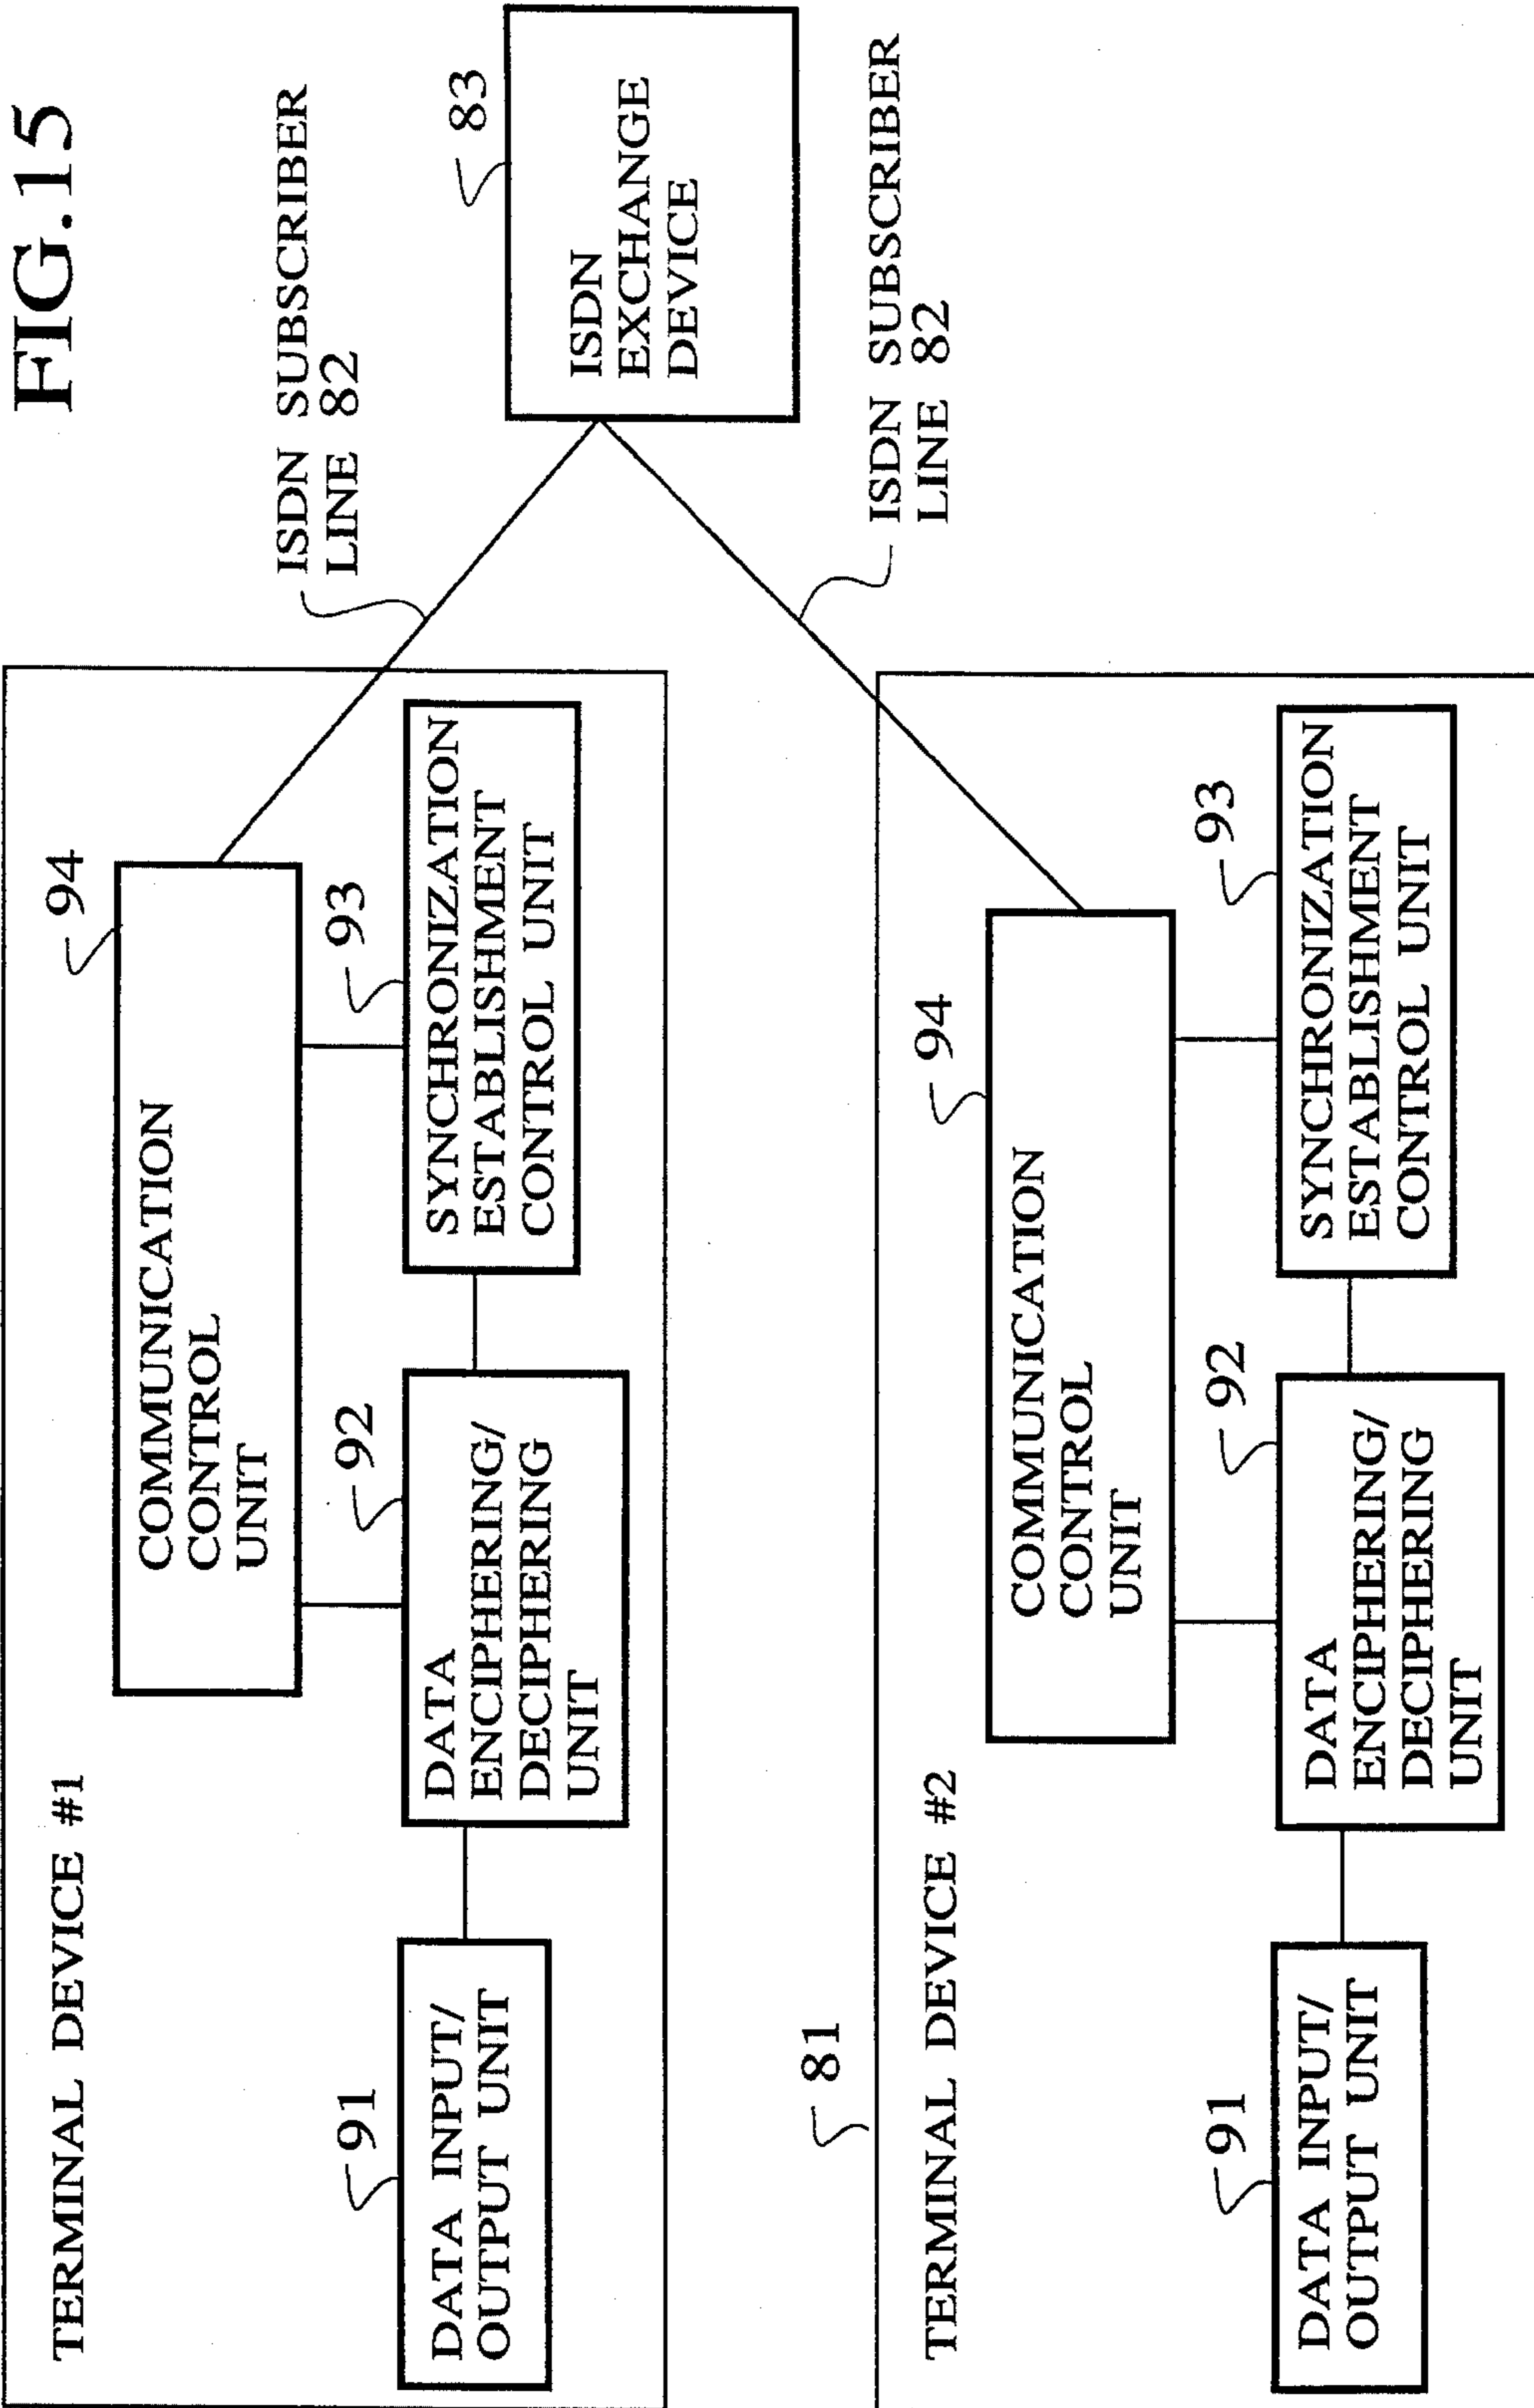 FIG.15
TERMINAL DEVICE #1
94
COMMUNICATION
CONTROL
UNIT
91
DATA INPUT/
OUTPUT UNIT
92
DATA
ENCIPHERING/
DECIPHERING
UNIT
93
SYNCHRONIZATION
ESTABLISHMENT
CONTROL UNIT
ISDN SUBSCRIBER
LINE 82
83
ISDN
EXCHANGE
DEVICE
ISDN SUBSCRIBER
LINE 82
81
TERMINAL DEVICE #2
94
COMMUNICATION
CONTROL
UNIT
91
DATA INPUT/
OUTPUT UNIT
92
DATA
ENCIPHERING/
DECIPHERING
UNIT
93
SYNCHRONIZATION
ESTABLISHMENT
CONTROL UNIT